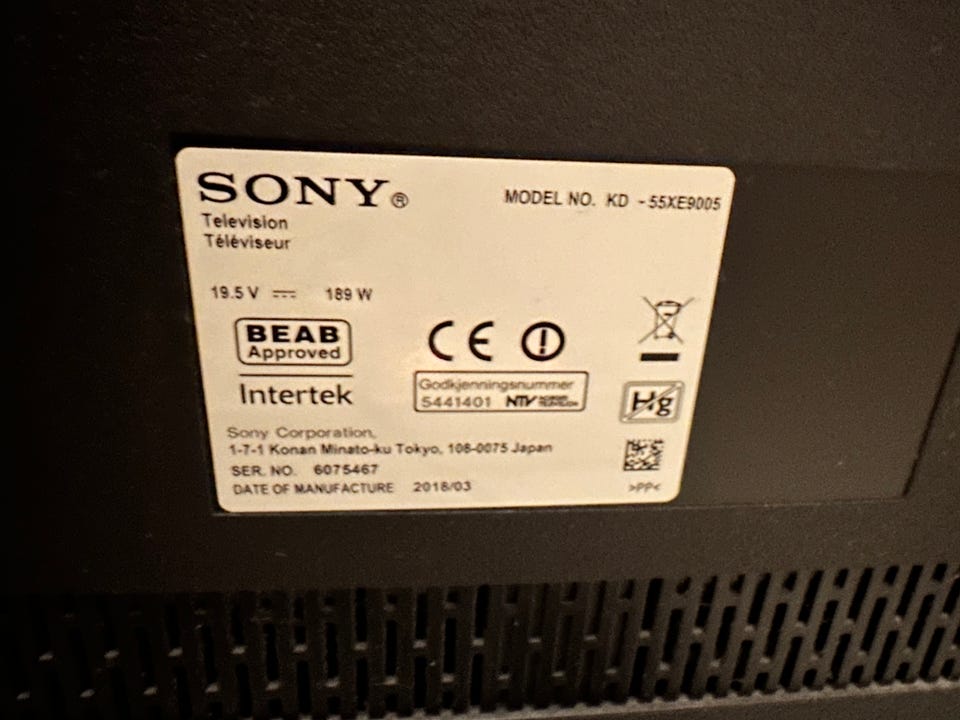 SONY®
MODEL NO. KD -55XE9005
Television
Téléviseur
19.5 V 189 W
BEAB
Approved
Intertek
CE
Godkjenningsnummer
5441401 NTV NORGES TELEVISION
Hg
Sony Corporation,
1-7-1 Konan Minato-ku Tokyo, 108-0075 Japan
SER. NO. 6075467
DATE OF MANUFACTURE 2018/03
>PP<